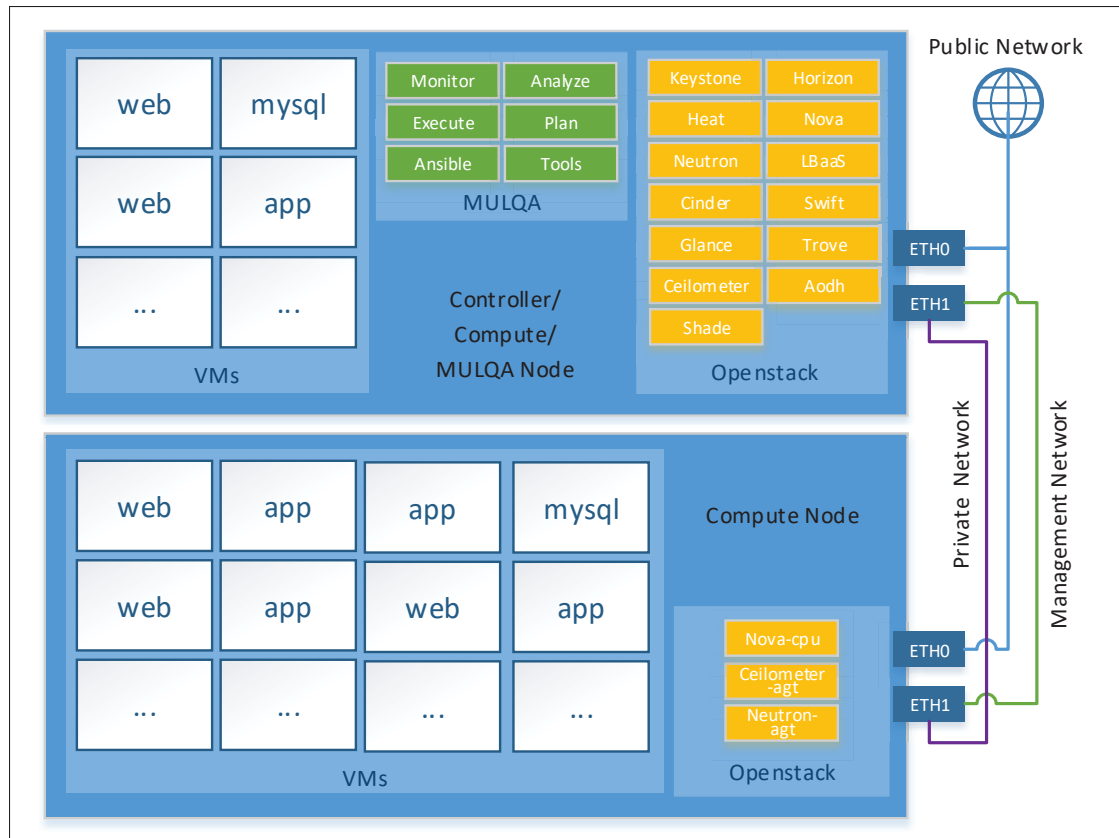 Public Network
web
mysql
web
app
...
...
VMs
Monitor
Analyze
Execute
Plan
Ansible
Tools
MULQA
Controller/
Compute/
MULQA Node
Keystone
Horizon
Heat
Nova
Neutron
LBaaS
Cinder
Swift
Glance
Trove
Ceilometer
Aodh
Shade
Openstack
ETH0
ETH1
Private Network
Management Network
web
app
app
mysql
web
app
web
app
...
...
...
...
VMs
Compute Node
Nova-cpu
Ceilometer
-agt
Neutron-
agt
Openstack
ETH0
ETH1